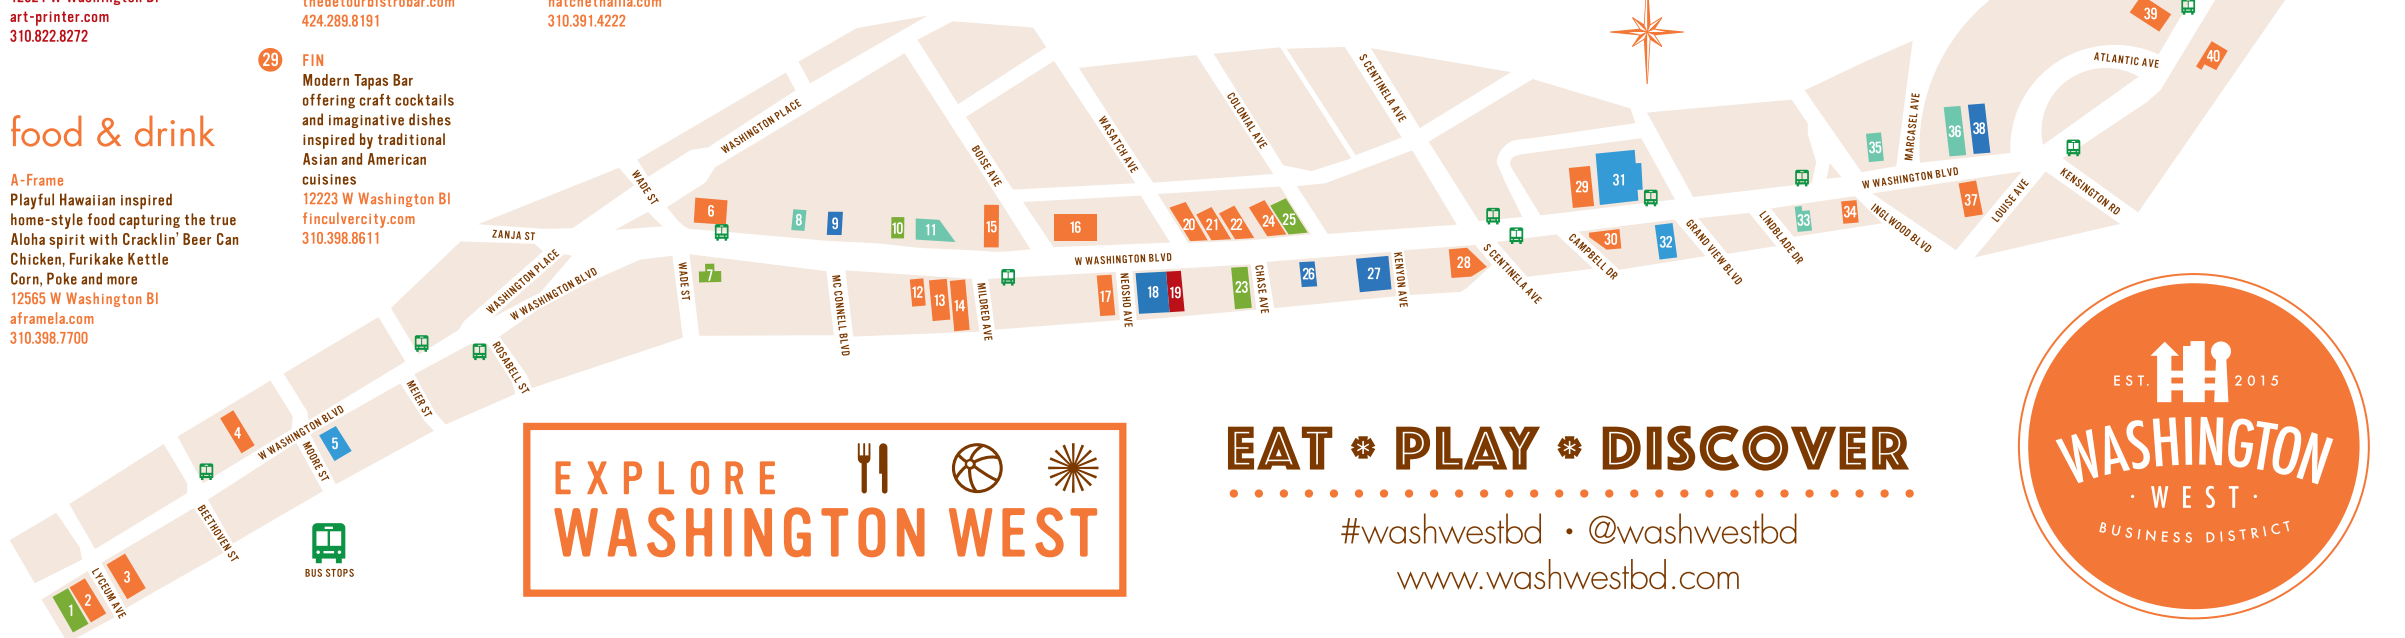 art-printer.com
310.822.8272
food & drink
A-Frame
Playful Hawaiian inspired
home-style food capturing the true
Aloha spirit with Cracklin' Beer Can
Chicken, Furikake Kettle
Corn, Poke and more
12565 W Washington Bl
aframela.com
310.398.7700
thedetourbistrobar.com
424.289.8191
29
FIN
Modern Tapas Bar
offering craft cocktails
and imaginative dishes
inspired by traditional
Asian and American
cuisines
12223 W Washington Bl
finculvercity.com
310.398.8611
310.391.4222
1
2
3
4
5
6
7
8
9
10
11
12
13
14
15
16
17
18
19
20
21
22
23
24
25
26
27
28
29
30
31
32
33
34
35
36
37
38
39
40
LYCEUM AVE
BEETHOVEN ST
W WASHINGTON BLVD
MOORE ST
MEIER ST
ROSABELL ST
ZANJA ST
WASHINGTON PLACE
W WASHINGTON BLVD
WADE ST
WADE ST
WASHINGTON PLACE
MC CONNELL BLVD
BOISE AVE
MILDRED AVE
WASATCH AVE
W WASHINGTON BLVD
NEOSHO AVE
COLONIAL AVE
CHASE AVE
S CENTINELA AVE
KENYON AVE
S CENTINELA AVE
CAMPBELL DR
GRAND VIEW BLVD
LINDBLADE DR
W WASHINGTON BLVD
INGLWOOD BLVD
MARCASEL AVE
LOUISE AVE
KENSINGTON RD
ATLANTIC AVE
BUS STOPS
EXPLORE
WASHINGTON WEST
EAT PLAY DISCOVER
#washwestbd • @washwestbd
www.washwestbd.com
EST. 2015
WASHINGTON
· WEST ·
BUSINESS DISTRICT